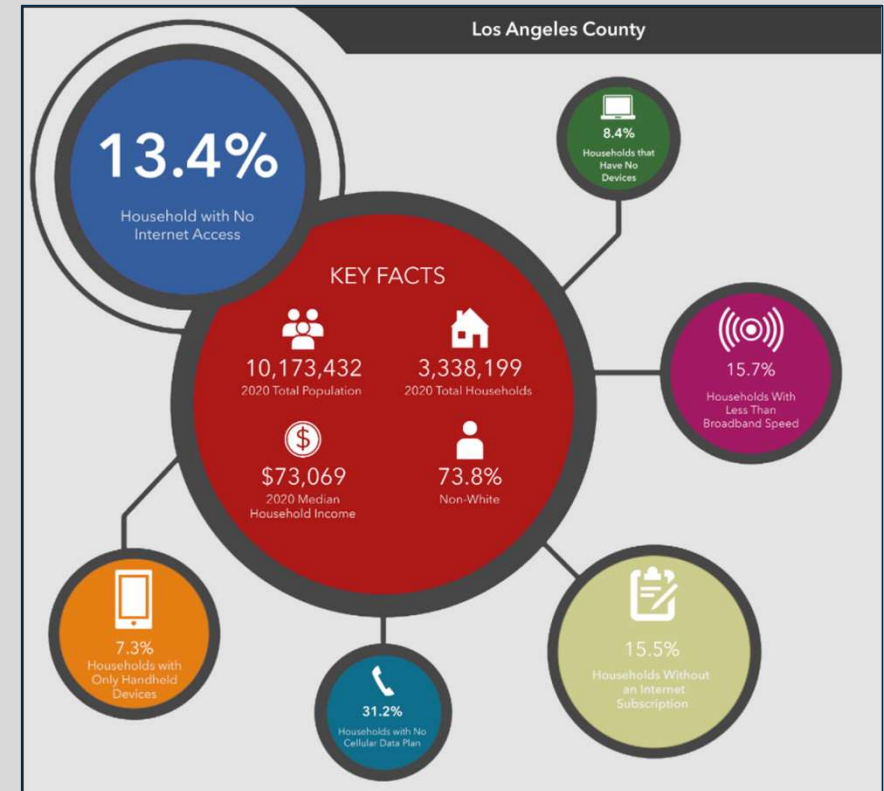 Los Angeles County
13.4%
Household with No
Internet Access
8.4%
Households that
Have No
Devices
KEY FACTS
10,173,432
2020 Total Population
3,338,199
2020 Total Households
$73,069
2020 Median
Household Income
73.8%
Non-White
15.7%
Households With
Less Than
Broadband Speed
7.3%
Households with
Only Handheld
Devices
31.2%
Households with No
Cellular Data Plan
15.5%
Households Without
an Internet
Subscription